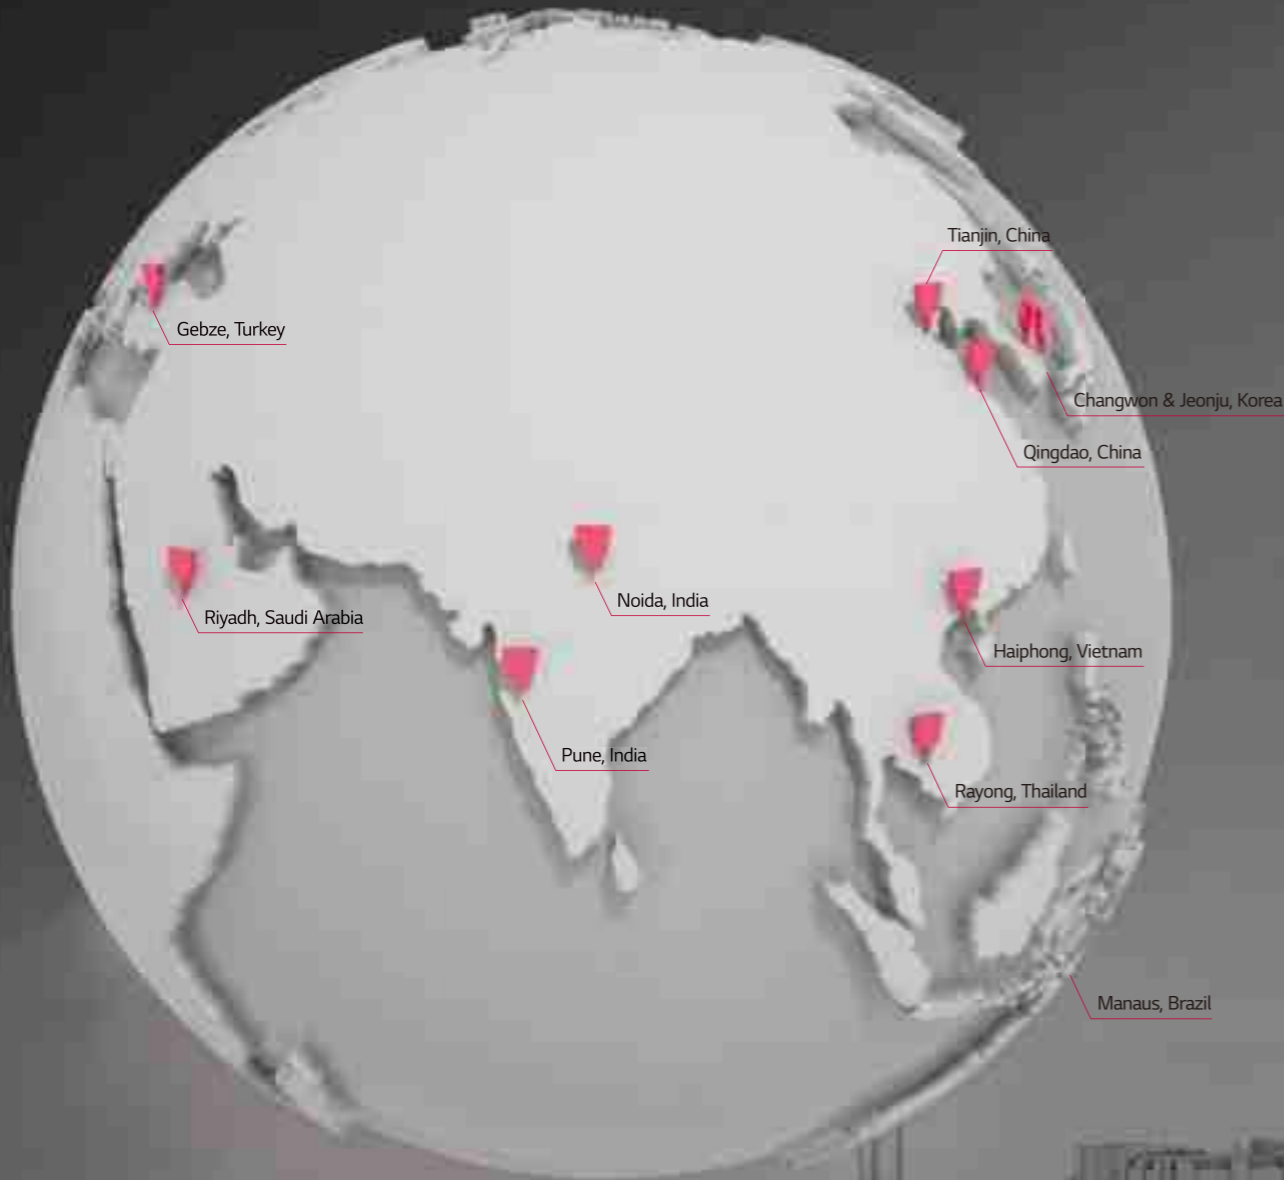 Tianjin, China
Gebze, Turkey
Changwon & Jeonju, Korea
Qingdao, China
Noida, India
Riyadh, Saudi Arabia
Haiphong, Vietnam
Pune, India
Rayong, Thailand
Manaus, Brazil